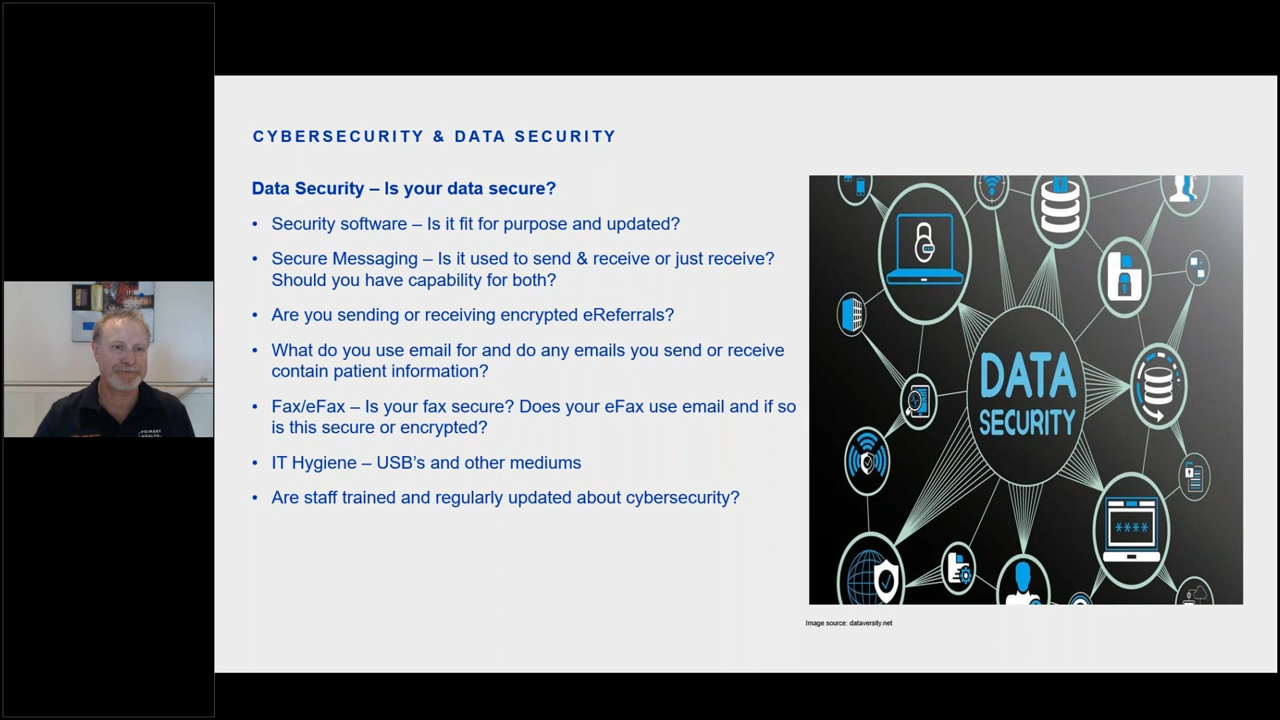 CYBERSECURITY & DATA SECURITY
Data Security – Is your data secure?
• Security software – Is it fit for purpose and updated?
• Secure Messaging – Is it used to send & receive or just receive?
Should you have capability for both?
• Are you sending or receiving encrypted eReferrals?
• What do you use email for and do any emails you send or receive
contain patient information?
• Fax/eFax – Is your fax secure? Does your eFax use email and if so
is this secure or encrypted?
• IT Hygiene – USB’s and other mediums
• Are staff trained and regularly updated about cybersecurity?
DATA
SECURITY
****
Image source: dataversity.net
PRIMARY
HEALTH